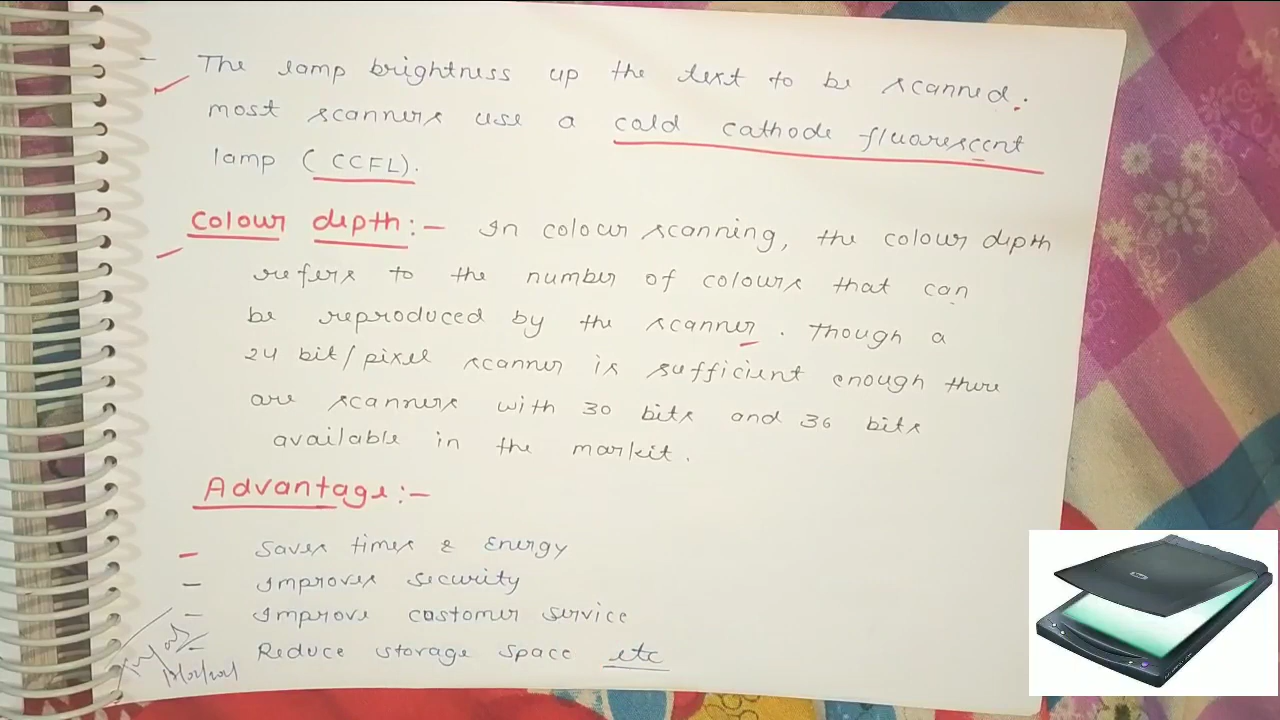 - The lamp brightness up the text to be scanned.
most scanners use a cold cathode fluorescent
lamp (CCFL).
Colour depth:- In colour scanning, the colour depth
refers to the number of colours that can
be reproduced by the scanner. Though a
24 bit/pixel scanner is sufficient enough there
are scanners with 30 bits and 36 bits
available in the markit.
Advantage:-
- Saves times & Energy
- Improves security
- Improve costomer service
- Reduce storage space etc